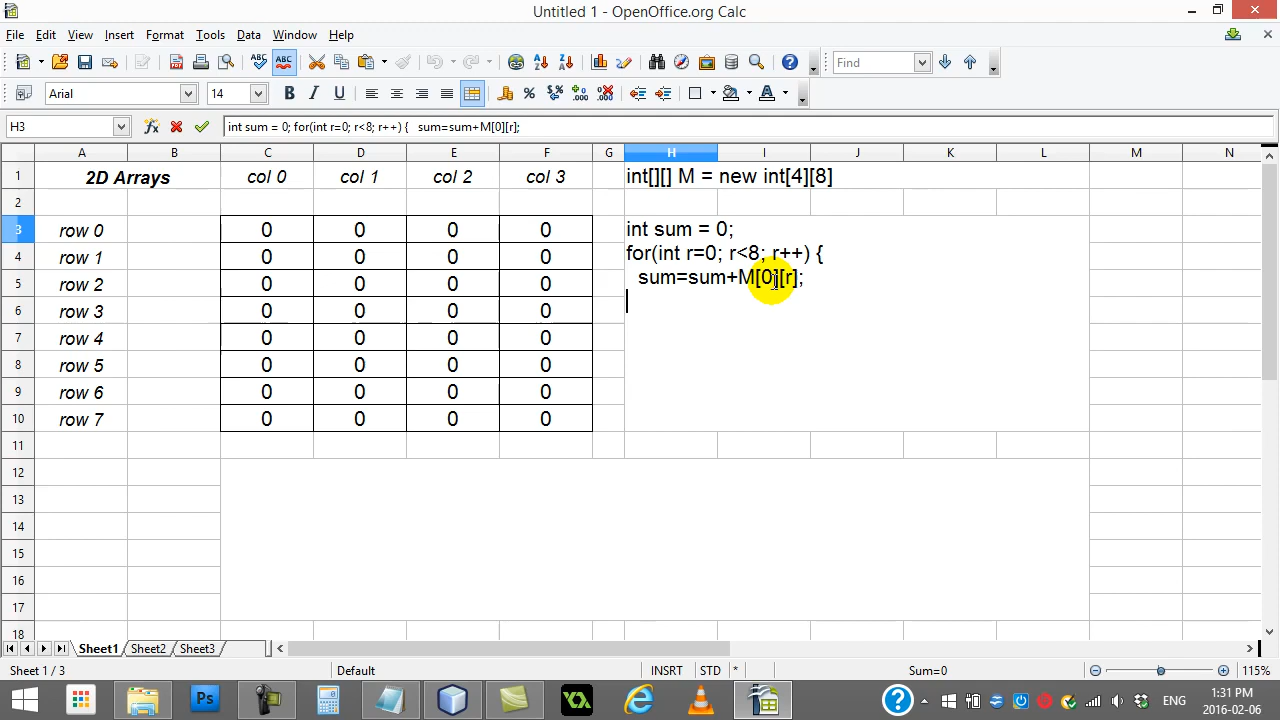 Untitled 1 - OpenOffice.org Calc
File Edit View Insert Format Tools Data Window Help
Find
Arial 14
H3 int sum = 0; for(int r=0; r<8; r++) { sum=sum+M[0][r];
A B C D E F G H I J K L M N
1 2D Arrays col 0 col 1 col 2 col 3 int[][] M = new int[4][8]
2
3 row 0 0 0 0 0 int sum = 0;
4 row 1 0 0 0 0 for(int r=0; r<8; r++) {
5 row 2 0 0 0 0 sum=sum+M[0][r];
6 row 3 0 0 0 0
7 row 4 0 0 0 0
8 row 5 0 0 0 0
9 row 6 0 0 0 0
10 row 7 0 0 0 0
11
12
13
14
15
16
17
18
Sheet1 Sheet2 Sheet3
Sheet 1 / 3 Default INSRT STD * Sum=0 115%
Ps ENG 1:31 PM
2016-02-06